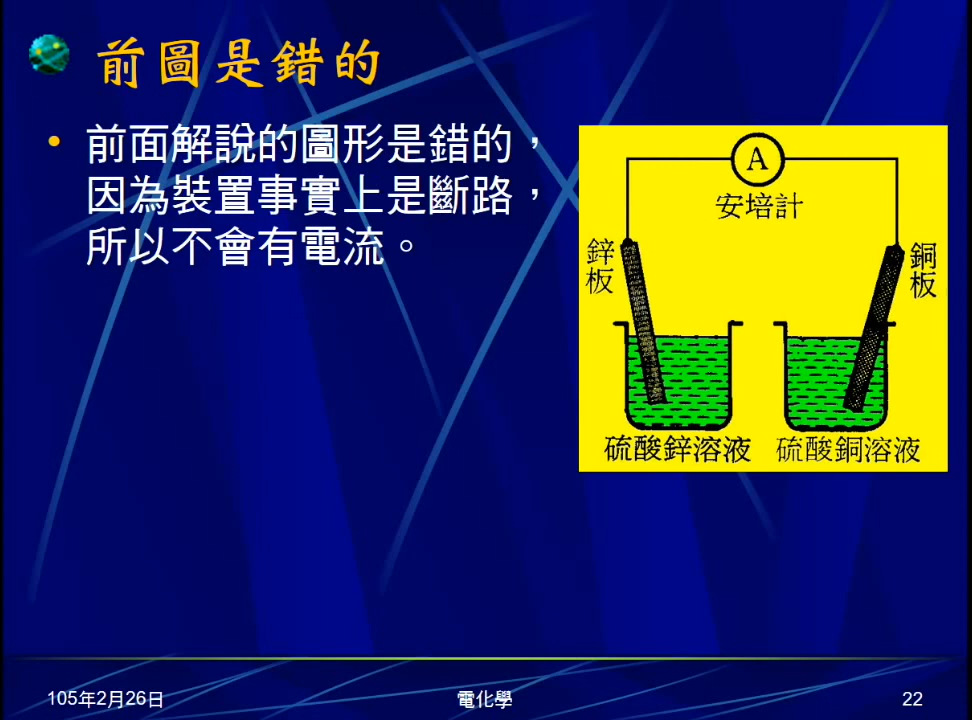 前圖是錯的
• 前面解說的圖形是錯的，
因為裝置事實上是斷路，
所以不會有電流。
A
安培計
鋅板
銅板
硫酸鋅溶液
硫酸銅溶液
105年2月26日
電化學
22